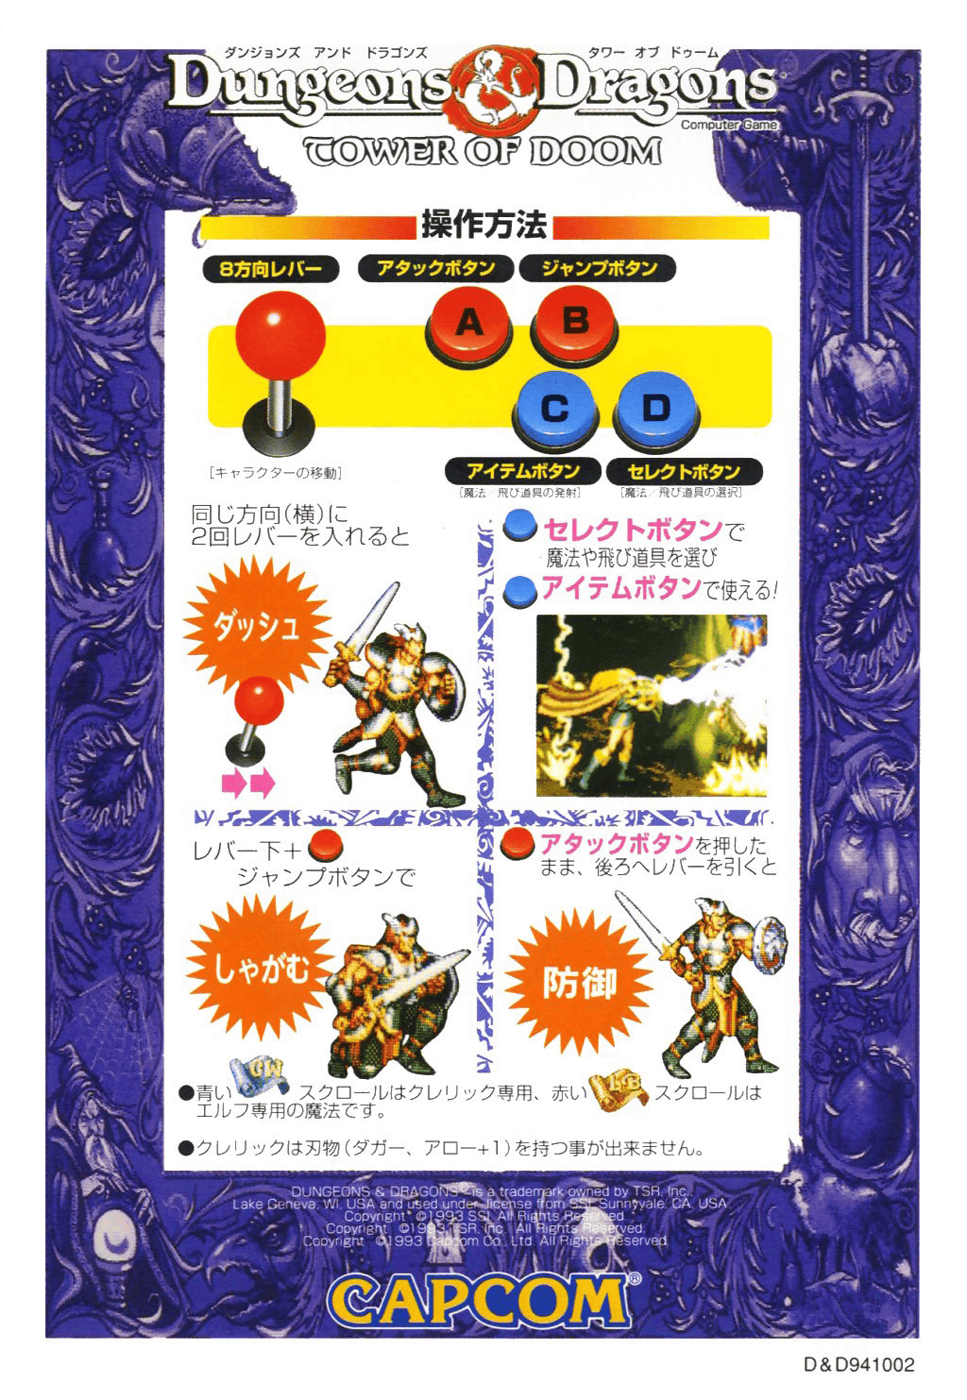 ダンジョンズ アンド ドラゴンズ タワー オブ ドゥーム
Dungeons & Dragons®
Computer Game
TOWER OF DOOM
操作方法
8方向レバー アタックボタン ジャンプボタン
A B
C D
[キャラクターの移動]
アイテムボタン セレクトボタン
[魔法/飛び道具の発射] [魔法/飛び道具の選択]
同じ方向(横)に
2回レバーを入れると
ダッシュ
セレクトボタンで
魔法や飛び道具を選び
アイテムボタンで使える!
レバー下+
ジャンプボタンで
しゃがむ
アタックボタンを押した
まま、後ろへレバーを引くと
防御
●青い CW スクロールはクレリック専用、赤い LB スクロールは
エルフ専用の魔法です。
●クレリックは刃物(ダガー、アロー+1)を持つ事が出来ません。
DUNGEONS & DRAGONS® is a trademark owned by TSR, Inc.,
Lake Geneva, WI, USA and used under license from SSI, Sunnyvale, CA, USA.
Copyright ©1993 SSI. All Rights Reserved.
Copyright ©1993 TSR, Inc. All Rights Reserved.
Copyright ©1993 Capcom Co., Ltd. All Rights Reserved.
CAPCOM®
D&D941002